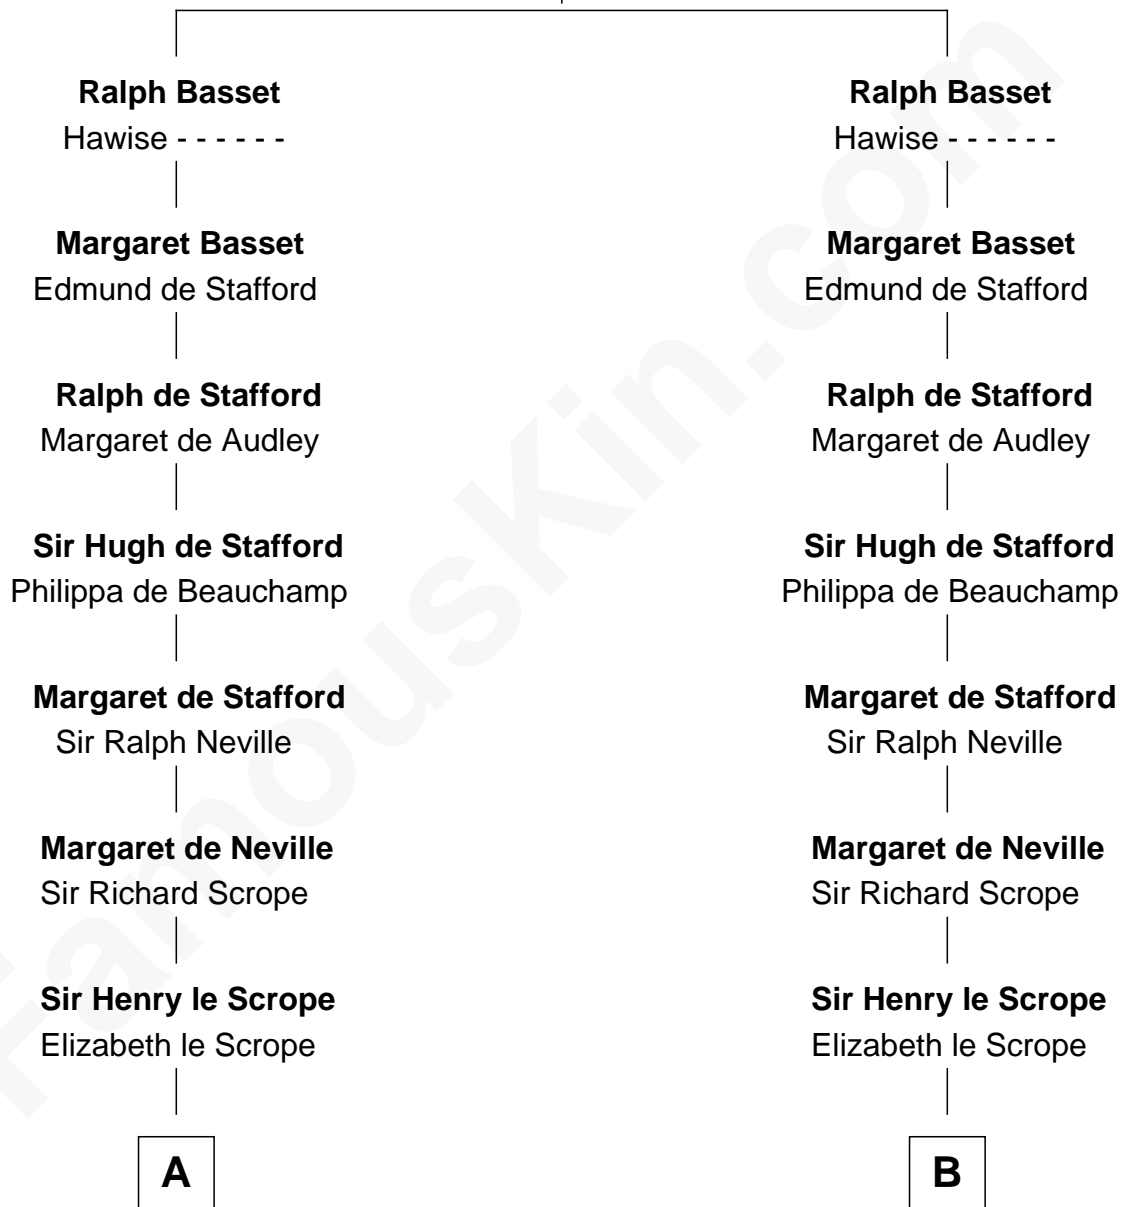 Ralph Basset
Hawise - - - - - -
Margaret Basset
Edmund de Stafford
Ralph de Stafford
Margaret de Audley
Sir Hugh de Stafford
Philippa de Beauchamp
Margaret de Stafford
Sir Ralph Neville
Margaret de Neville
Sir Richard Scrope
Sir Henry le Scrope
Elizabeth le Scrope
A
Ralph Basset
Hawise - - - - - -
Margaret Basset
Edmund de Stafford
Ralph de Stafford
Margaret de Audley
Sir Hugh de Stafford
Philippa de Beauchamp
Margaret de Stafford
Sir Ralph Neville
Margaret de Neville
Sir Richard Scrope
Sir Henry le Scrope
Elizabeth le Scrope
B
FamousKin.com